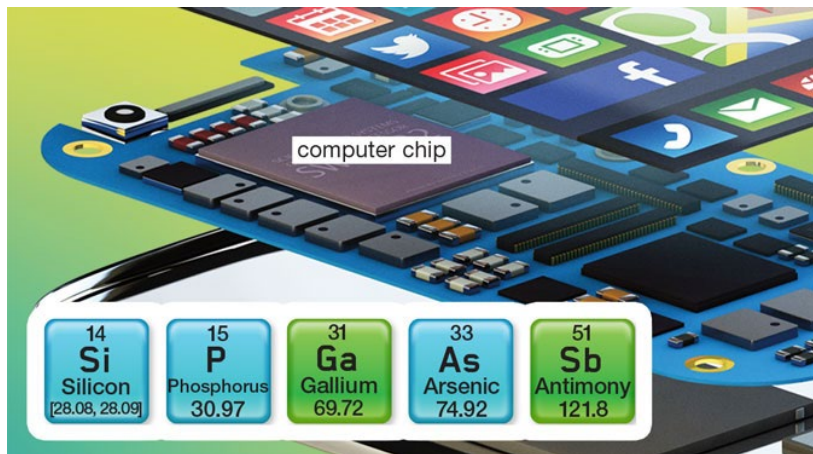 computer chip
14
Si
Silicon
[28.08, 28.09]
15
P
Phosphorus
30.97
31
Ga
Gallium
69.72
33
As
Arsenic
74.92
51
Sb
Antimony
121.8